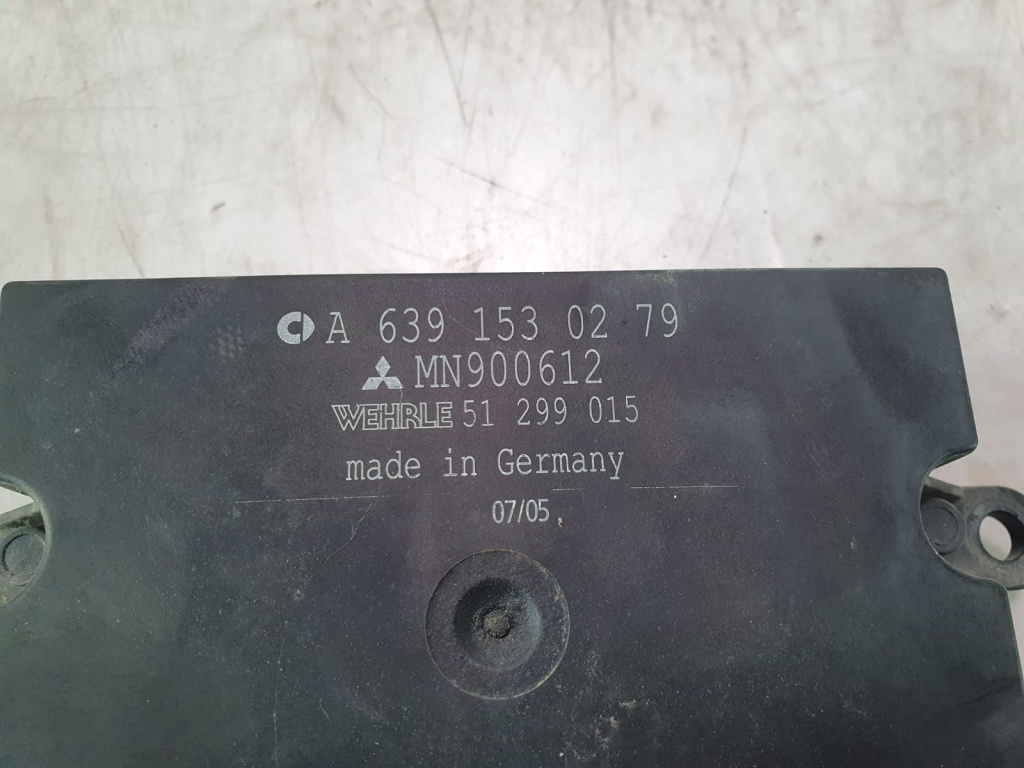 A 639 153 02 79
MN900612
WEHRLE 51 299 015
made in Germany
07/05